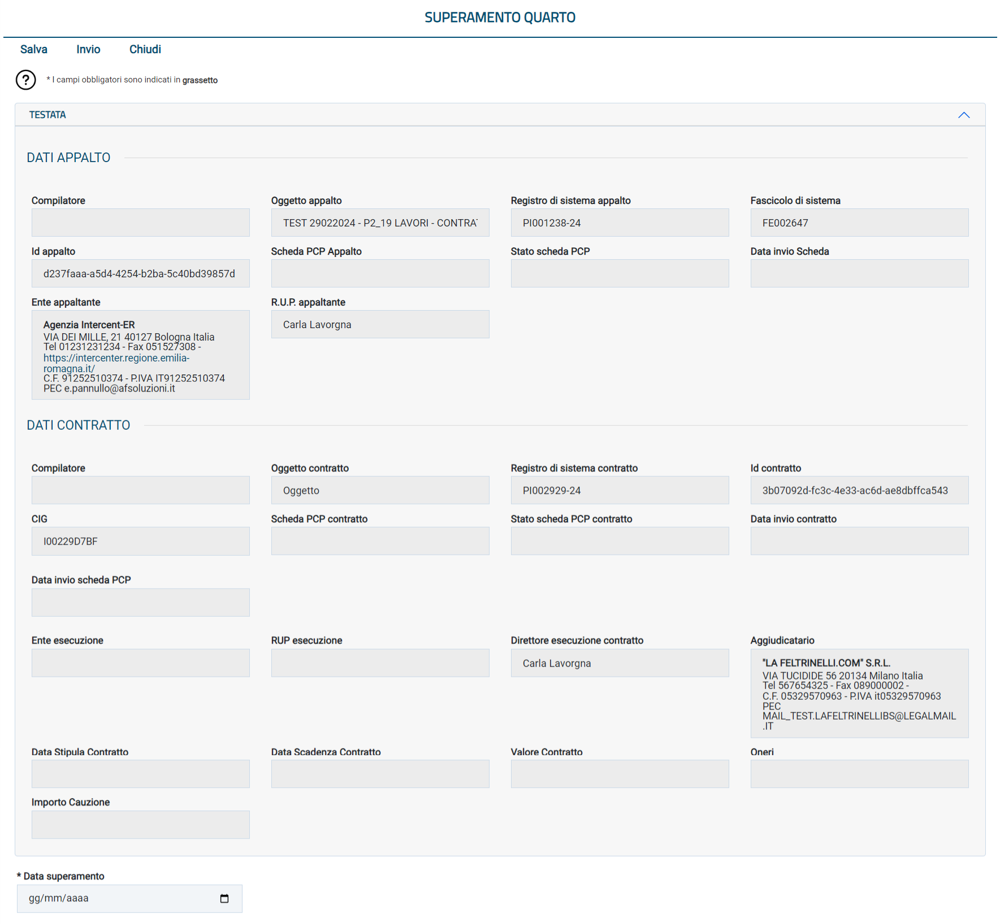 SUPERAMENTO QUARTO
Salva Invio Chiudi
* I campi obbligatori sono indicati in grassetto
TESTATA
DATI APPALTO
Compilatore Oggetto appalto Registro di sistema appalto Fascicolo di sistema
TEST 29022024 - P2_19 LAVORI - CONTRAT PI001238-24 FE002647
Id appalto Scheda PCP Appalto Stato scheda PCP Data invio Scheda
d237faaa-a5d4-4254-b2ba-5c40bd39857d
Ente appaltante R.U.P. appaltante
Agenzia Intercent-ER Carla Lavorgna
VIA DEI MILLE, 21 40127 Bologna Italia
Tel 01231231234 - Fax 051527308 -
https://intercenter.regione.emilia-
romagna.it/
C.F. 91252510374 - P.IVA IT91252510374
PEC e.pannullo@afsoluzioni.it
DATI CONTRATTO
Compilatore Oggetto contratto Registro di sistema contratto Id contratto
Oggetto PI002929-24 3b07092d-fc3c-4e33-ac6d-ae8dbffca543
CIG Scheda PCP contratto Stato scheda PCP contratto Data invio contratto
I00229D7BF
Data invio scheda PCP
Ente esecuzione RUP esecuzione Direttore esecuzione contratto Aggiudicatario
Carla Lavorgna "LA FELTRINELLI.COM" S.R.L.
VIA TUCIDIDE 56 20134 Milano Italia
Tel 567654325 - Fax 089000002 -
C.F. 05329570963 - P.IVA it05329570963
PEC
MAIL_TEST.LAFELTRINELLIBS@LEGALMAIL
.IT
Data Stipula Contratto Data Scadenza Contratto Valore Contratto Oneri
Importo Cauzione
* Data superamento
gg/mm/aaaa